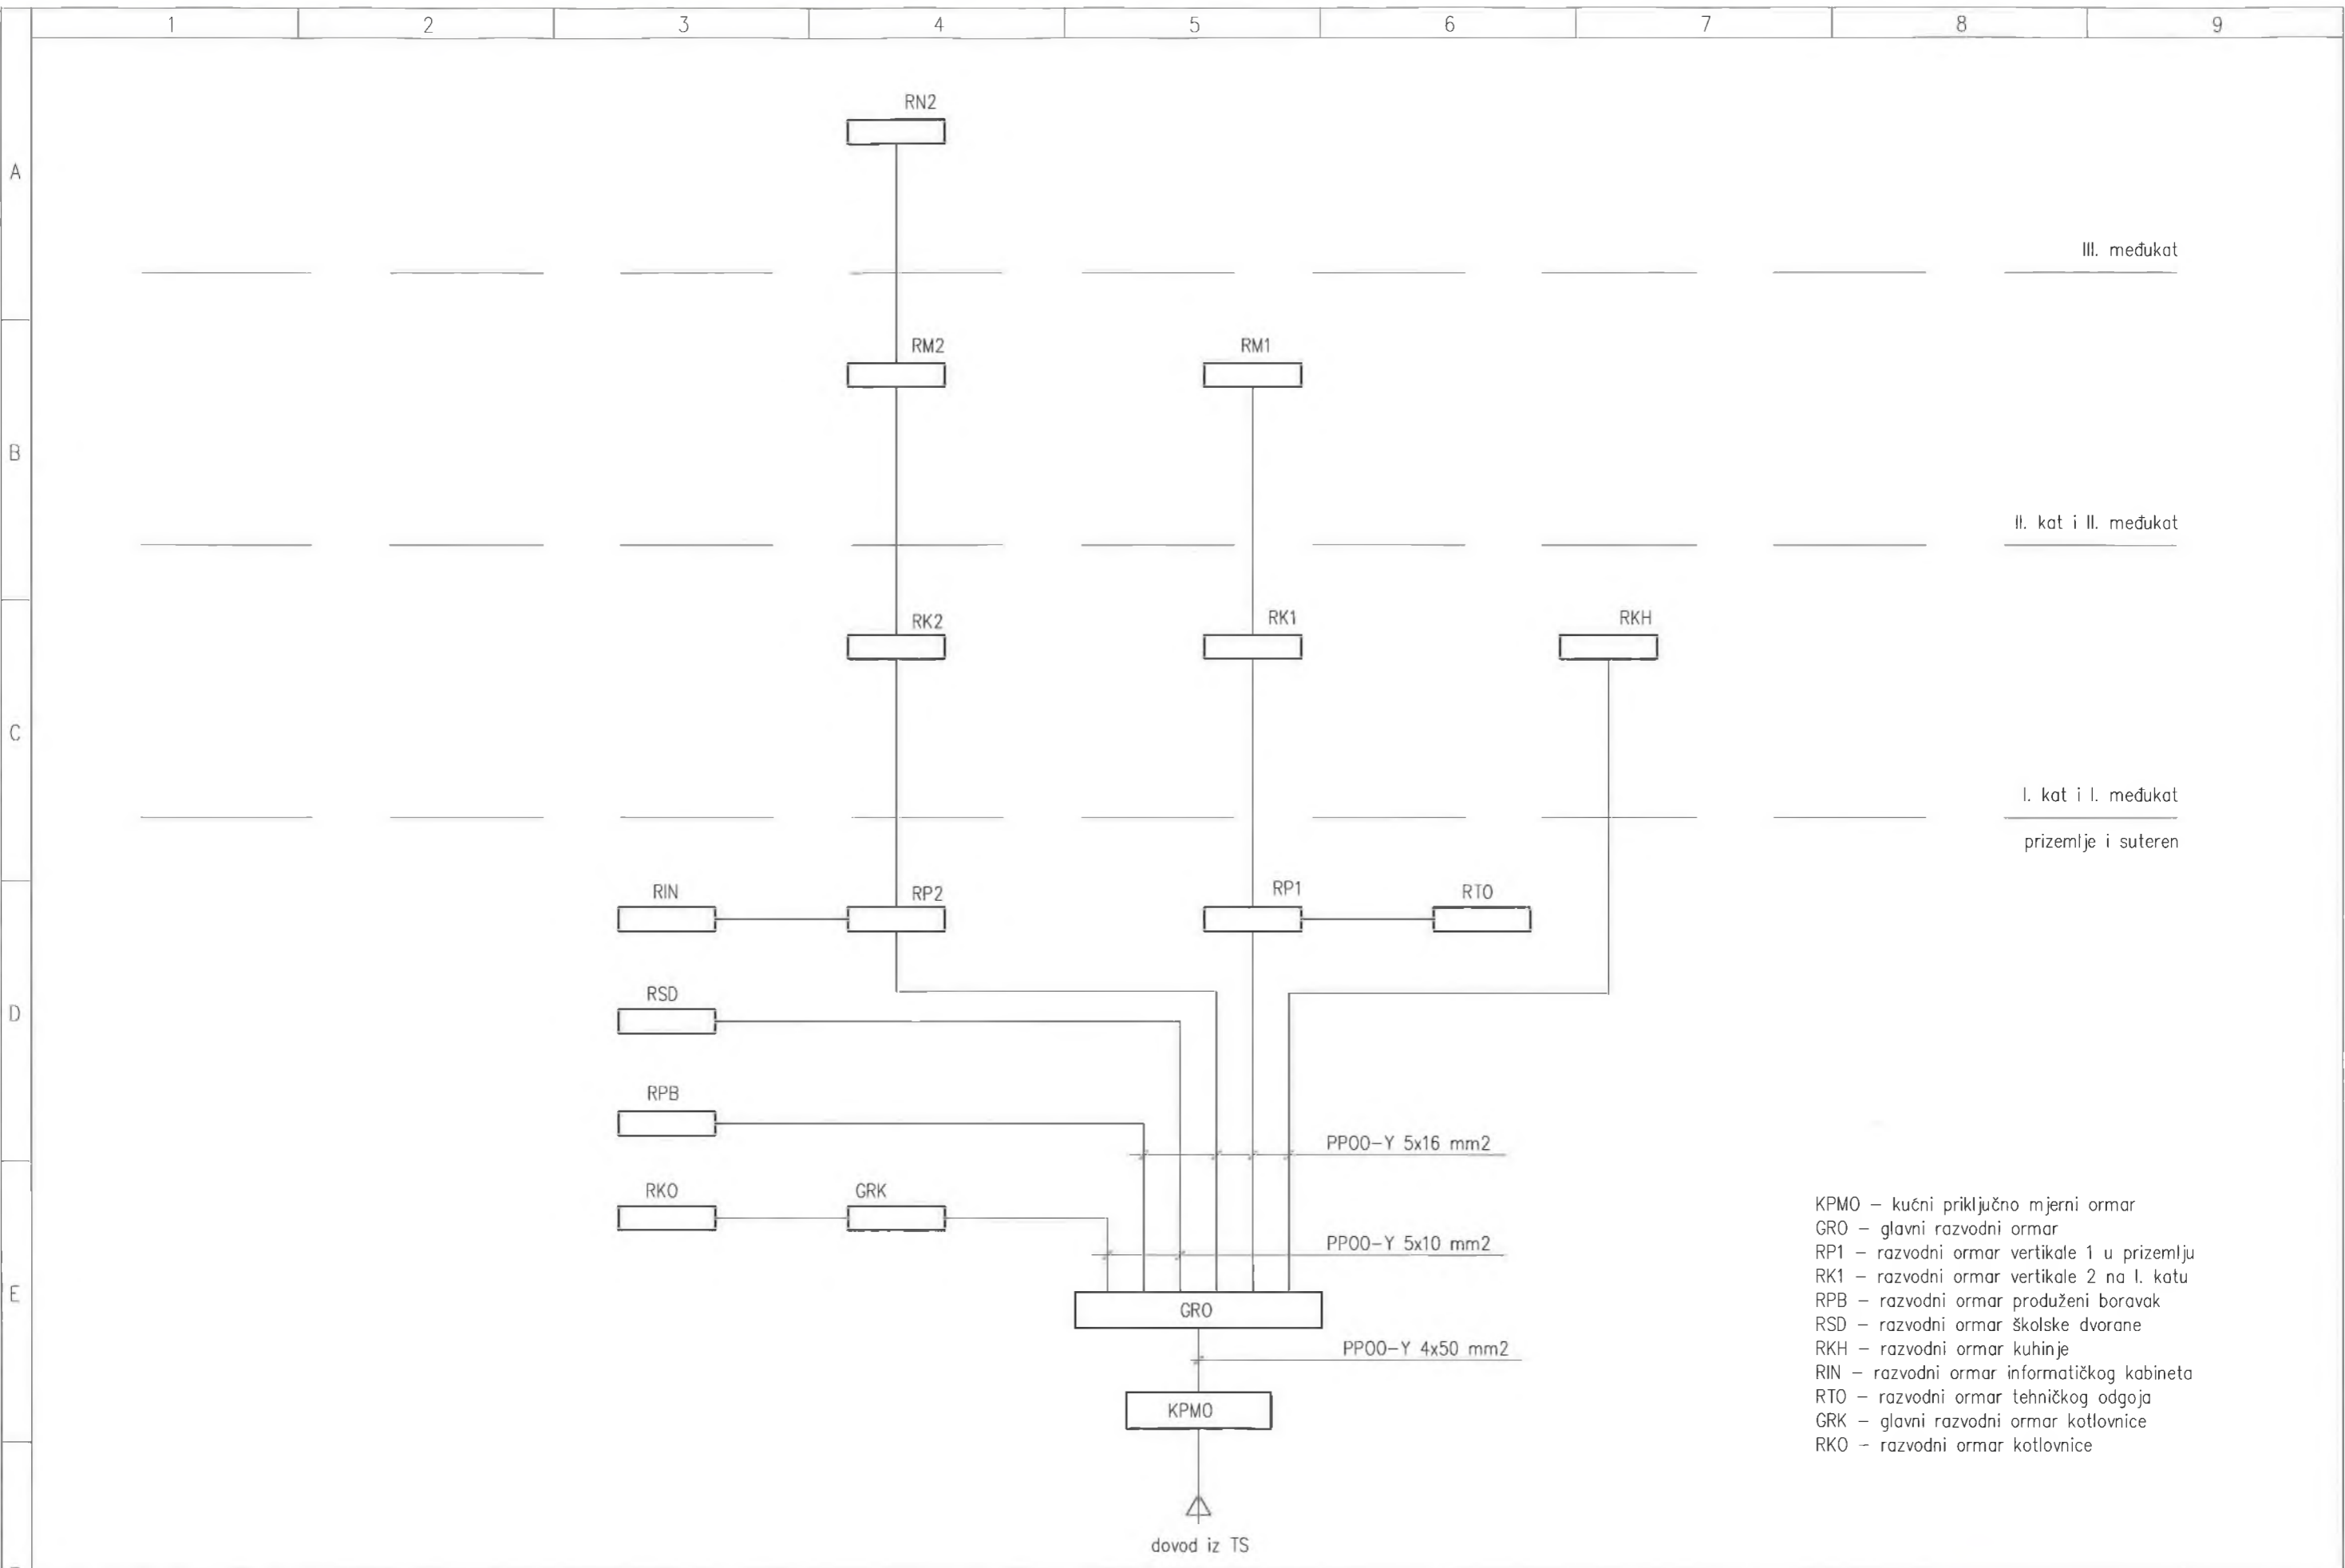 1 2 3 4 5 6 7 8 9
RN2
A
III. međukat
RM2 RM1
B
II. kat i II. međukat
RK2 RK1 RKH
C
I. kat i I. međukat
prizemlje i suteren
RIN RP2 RP1 RTO
RSD
D
RPB
PP00-Y 5x16 mm2
RKO GRK
PP00-Y 5x10 mm2
E
GRO
PP00-Y 4x50 mm2
KPMO
dovod iz TS
KPMO – kućni priključno mjerni ormar
GRO – glavni razvodni ormar
RP1 – razvodni ormar vertikale 1 u prizemlju
RK1 – razvodni ormar vertikale 2 na I. katu
RPB – razvodni ormar produženi boravak
RSD – razvodni ormar školske dvorane
RKH – razvodni ormar kuhinje
RIN – razvodni ormar informatičkog kabineta
RTO – razvodni ormar tehničkog odgoja
GRK – glavni razvodni ormar kotlovnice
RKO – razvodni ormar kotlovnice